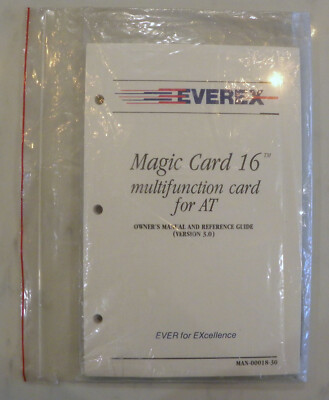 EVEREX
Magic Card 16™
multifunction card
for AT
OWNER'S MANUAL AND REFERENCE GUIDE
(VERSION 3.0)
EVER for EXcellence
MAN-00019-30